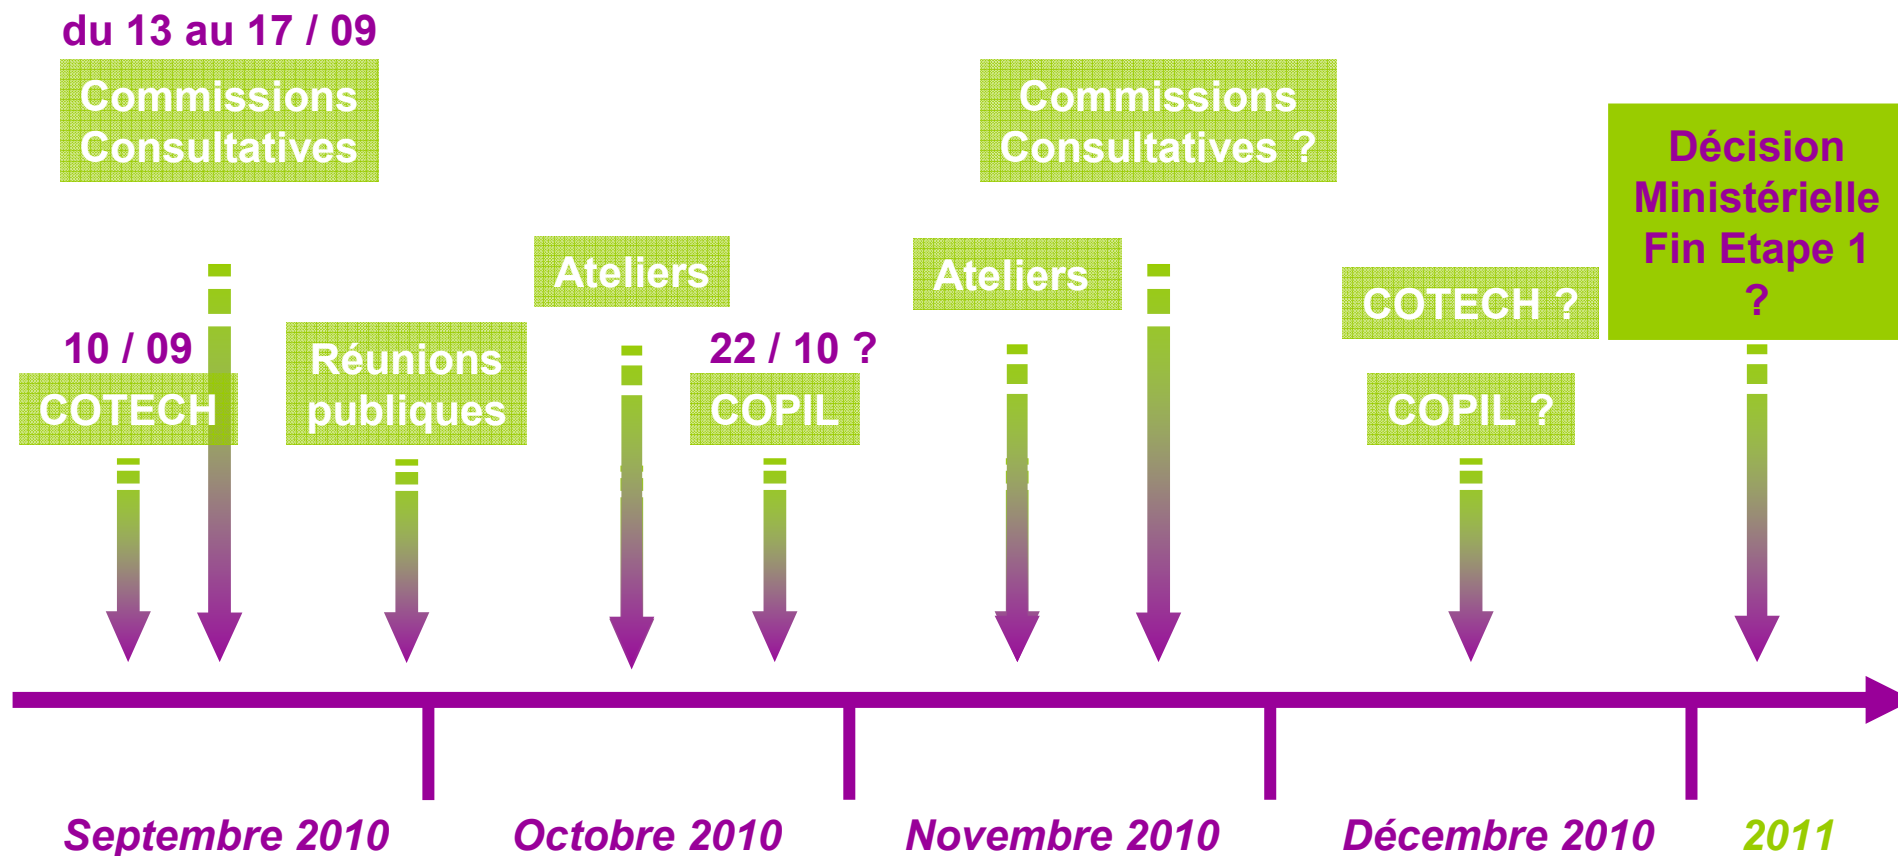 du 13 au 17 / 09
Commissions
Consultatives
10 / 09
COTECH
Réunions
publiques
Ateliers
22 / 10 ?
COPIL
Commissions
Consultatives ?
Ateliers
COTECH ?
COPIL ?
Décision
Ministérielle
Fin Etape 1
?
Septembre 2010
Octobre 2010
Novembre 2010
Décembre 2010
2011